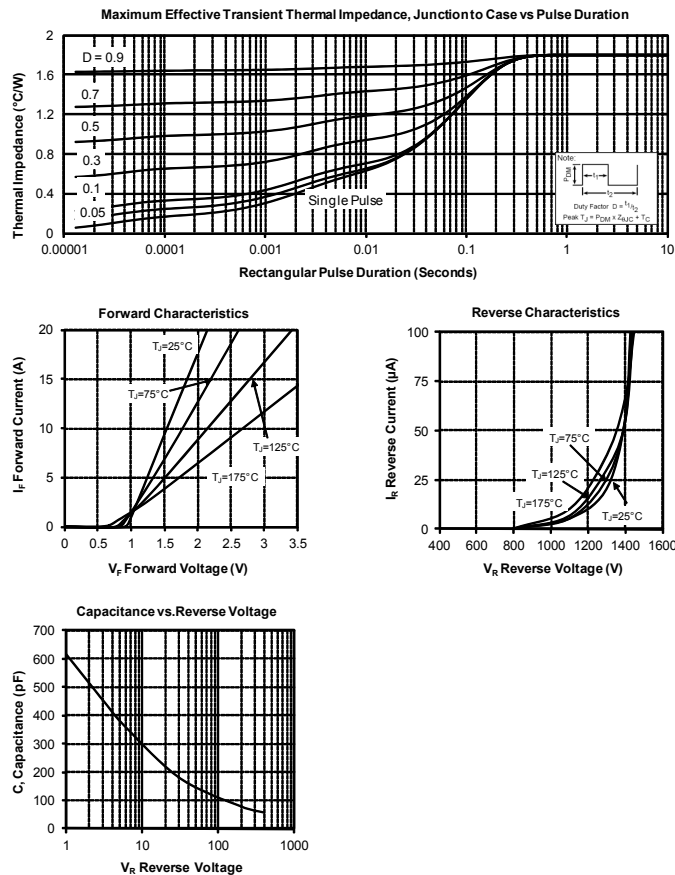 Maximum Effective Transient Thermal Impedance, Junction to Case vs Pulse Duration
Thermal Impedance (°C/W)
2
1.6
1.2
0.8
0.4
0
D = 0.9
0.7
0.5
0.3
0.1
0.05
Single Pulse
Note:
PDM
t1
t2
Duty Factor D = t1/t2
Peak TJ = PDM x ZθJC + TC
0.00001 0.0001 0.001 0.01 0.1 1 10
Rectangular Pulse Duration (Seconds)
Forward Characteristics
IF Forward Current (A)
20
15
10
5
0
TJ=25°C
TJ=75°C
TJ=125°C
TJ=175°C
0 0.5 1 1.5 2 2.5 3 3.5
VF Forward Voltage (V)
Reverse Characteristics
IR Reverse Current (µA)
100
75
50
25
0
TJ=75°C
TJ=125°C
TJ=175°C
TJ=25°C
400 600 800 1000 1200 1400 1600
VR Reverse Voltage (V)
Capacitance vs.Reverse Voltage
C, Capacitance (pF)
700
600
500
400
300
200
100
0
1 10 100 1000
VR Reverse Voltage